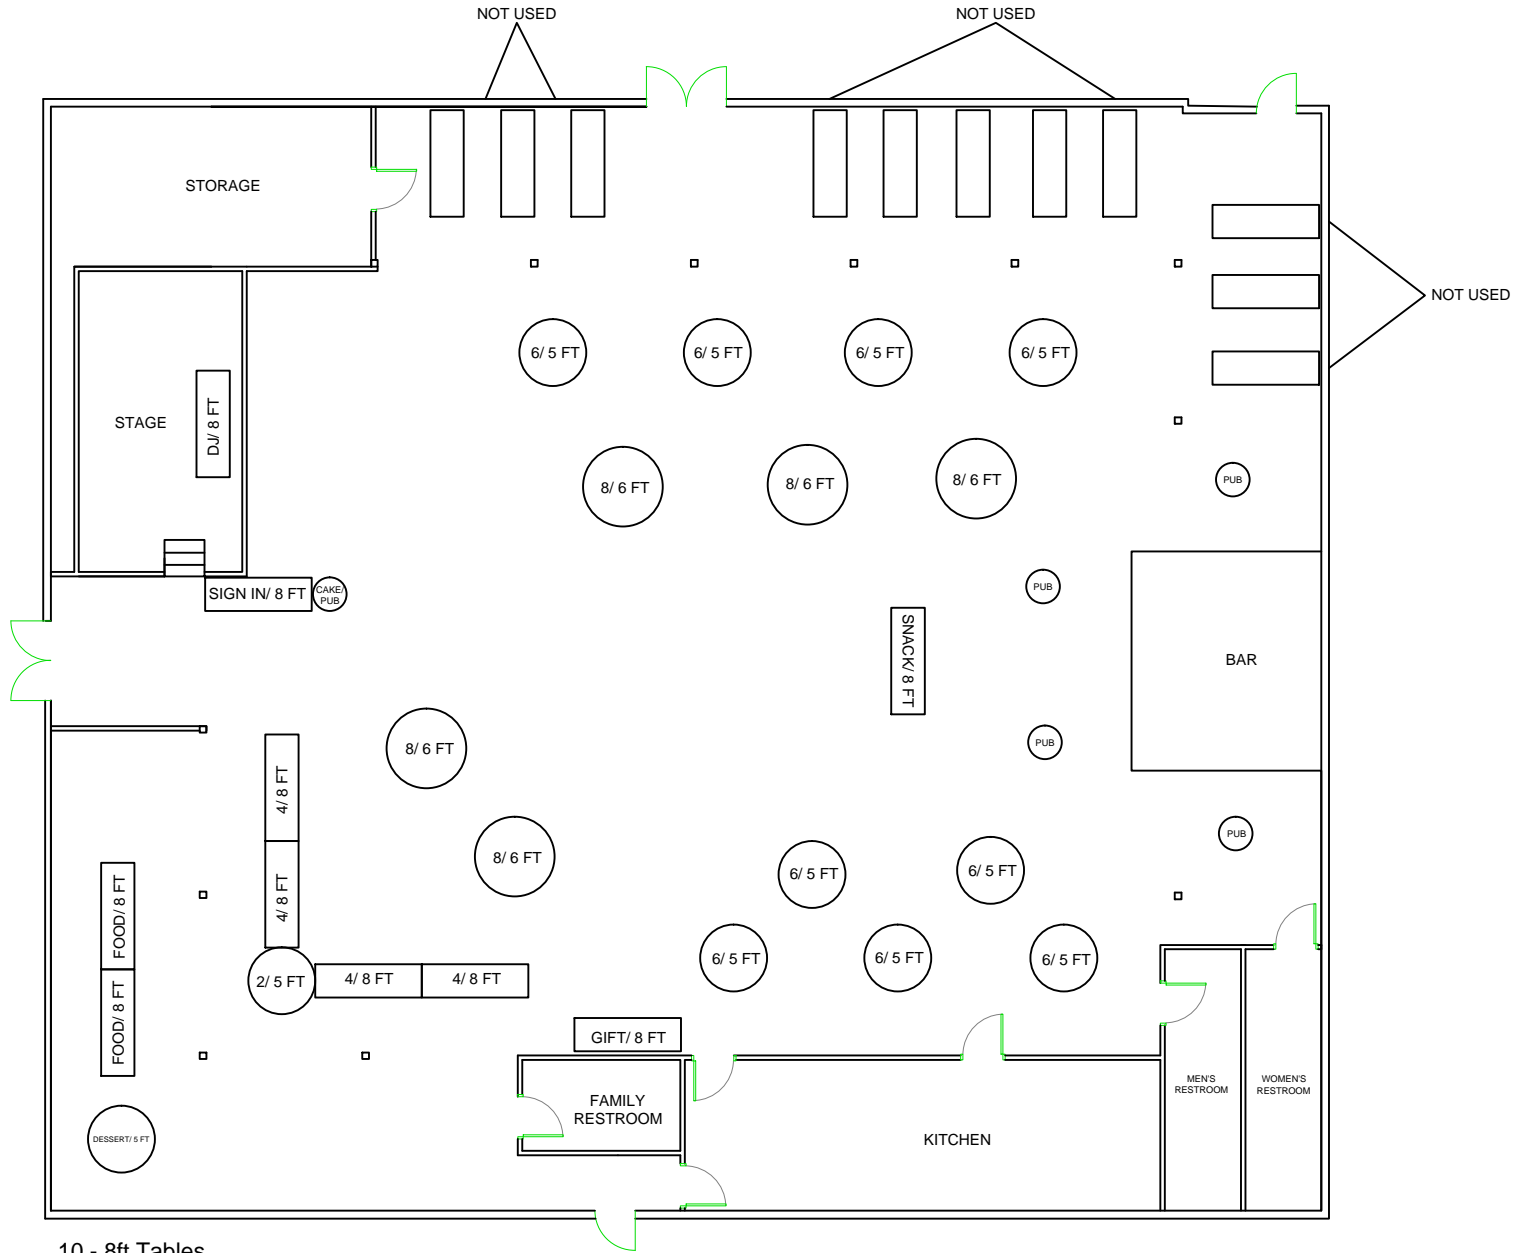 NOT USED
NOT USED
STORAGE
NOT USED
6/ 5 FT
6/ 5 FT
6/ 5 FT
6/ 5 FT
STAGE
DJ/ 8 FT
8/ 6 FT
8/ 6 FT
8/ 6 FT
PUB
SIGN IN/ 8 FT
CAKE/
PUB
PUB
SNACK/ 8 FT
BAR
8/ 6 FT
PUB
4/ 8 FT
PUB
8/ 6 FT
4/ 8 FT
6/ 5 FT
6/ 5 FT
FOOD/ 8 FT
6/ 5 FT
6/ 5 FT
6/ 5 FT
2/ 5 FT
4/ 8 FT
4/ 8 FT
FOOD/ 8 FT
GIFT/ 8 FT
FAMILY
RESTROOM
MEN'S
RESTROOM
WOMEN'S
RESTROOM
DESSERT/ 5 FT
KITCHEN
10 - 8ft Tables